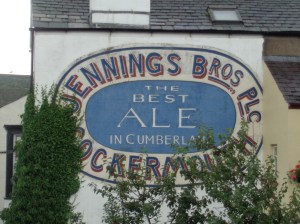 JENNINGS BROS. PLC
THE
BEST
ALE
IN CUMBERLAND
COCKERMOUTH